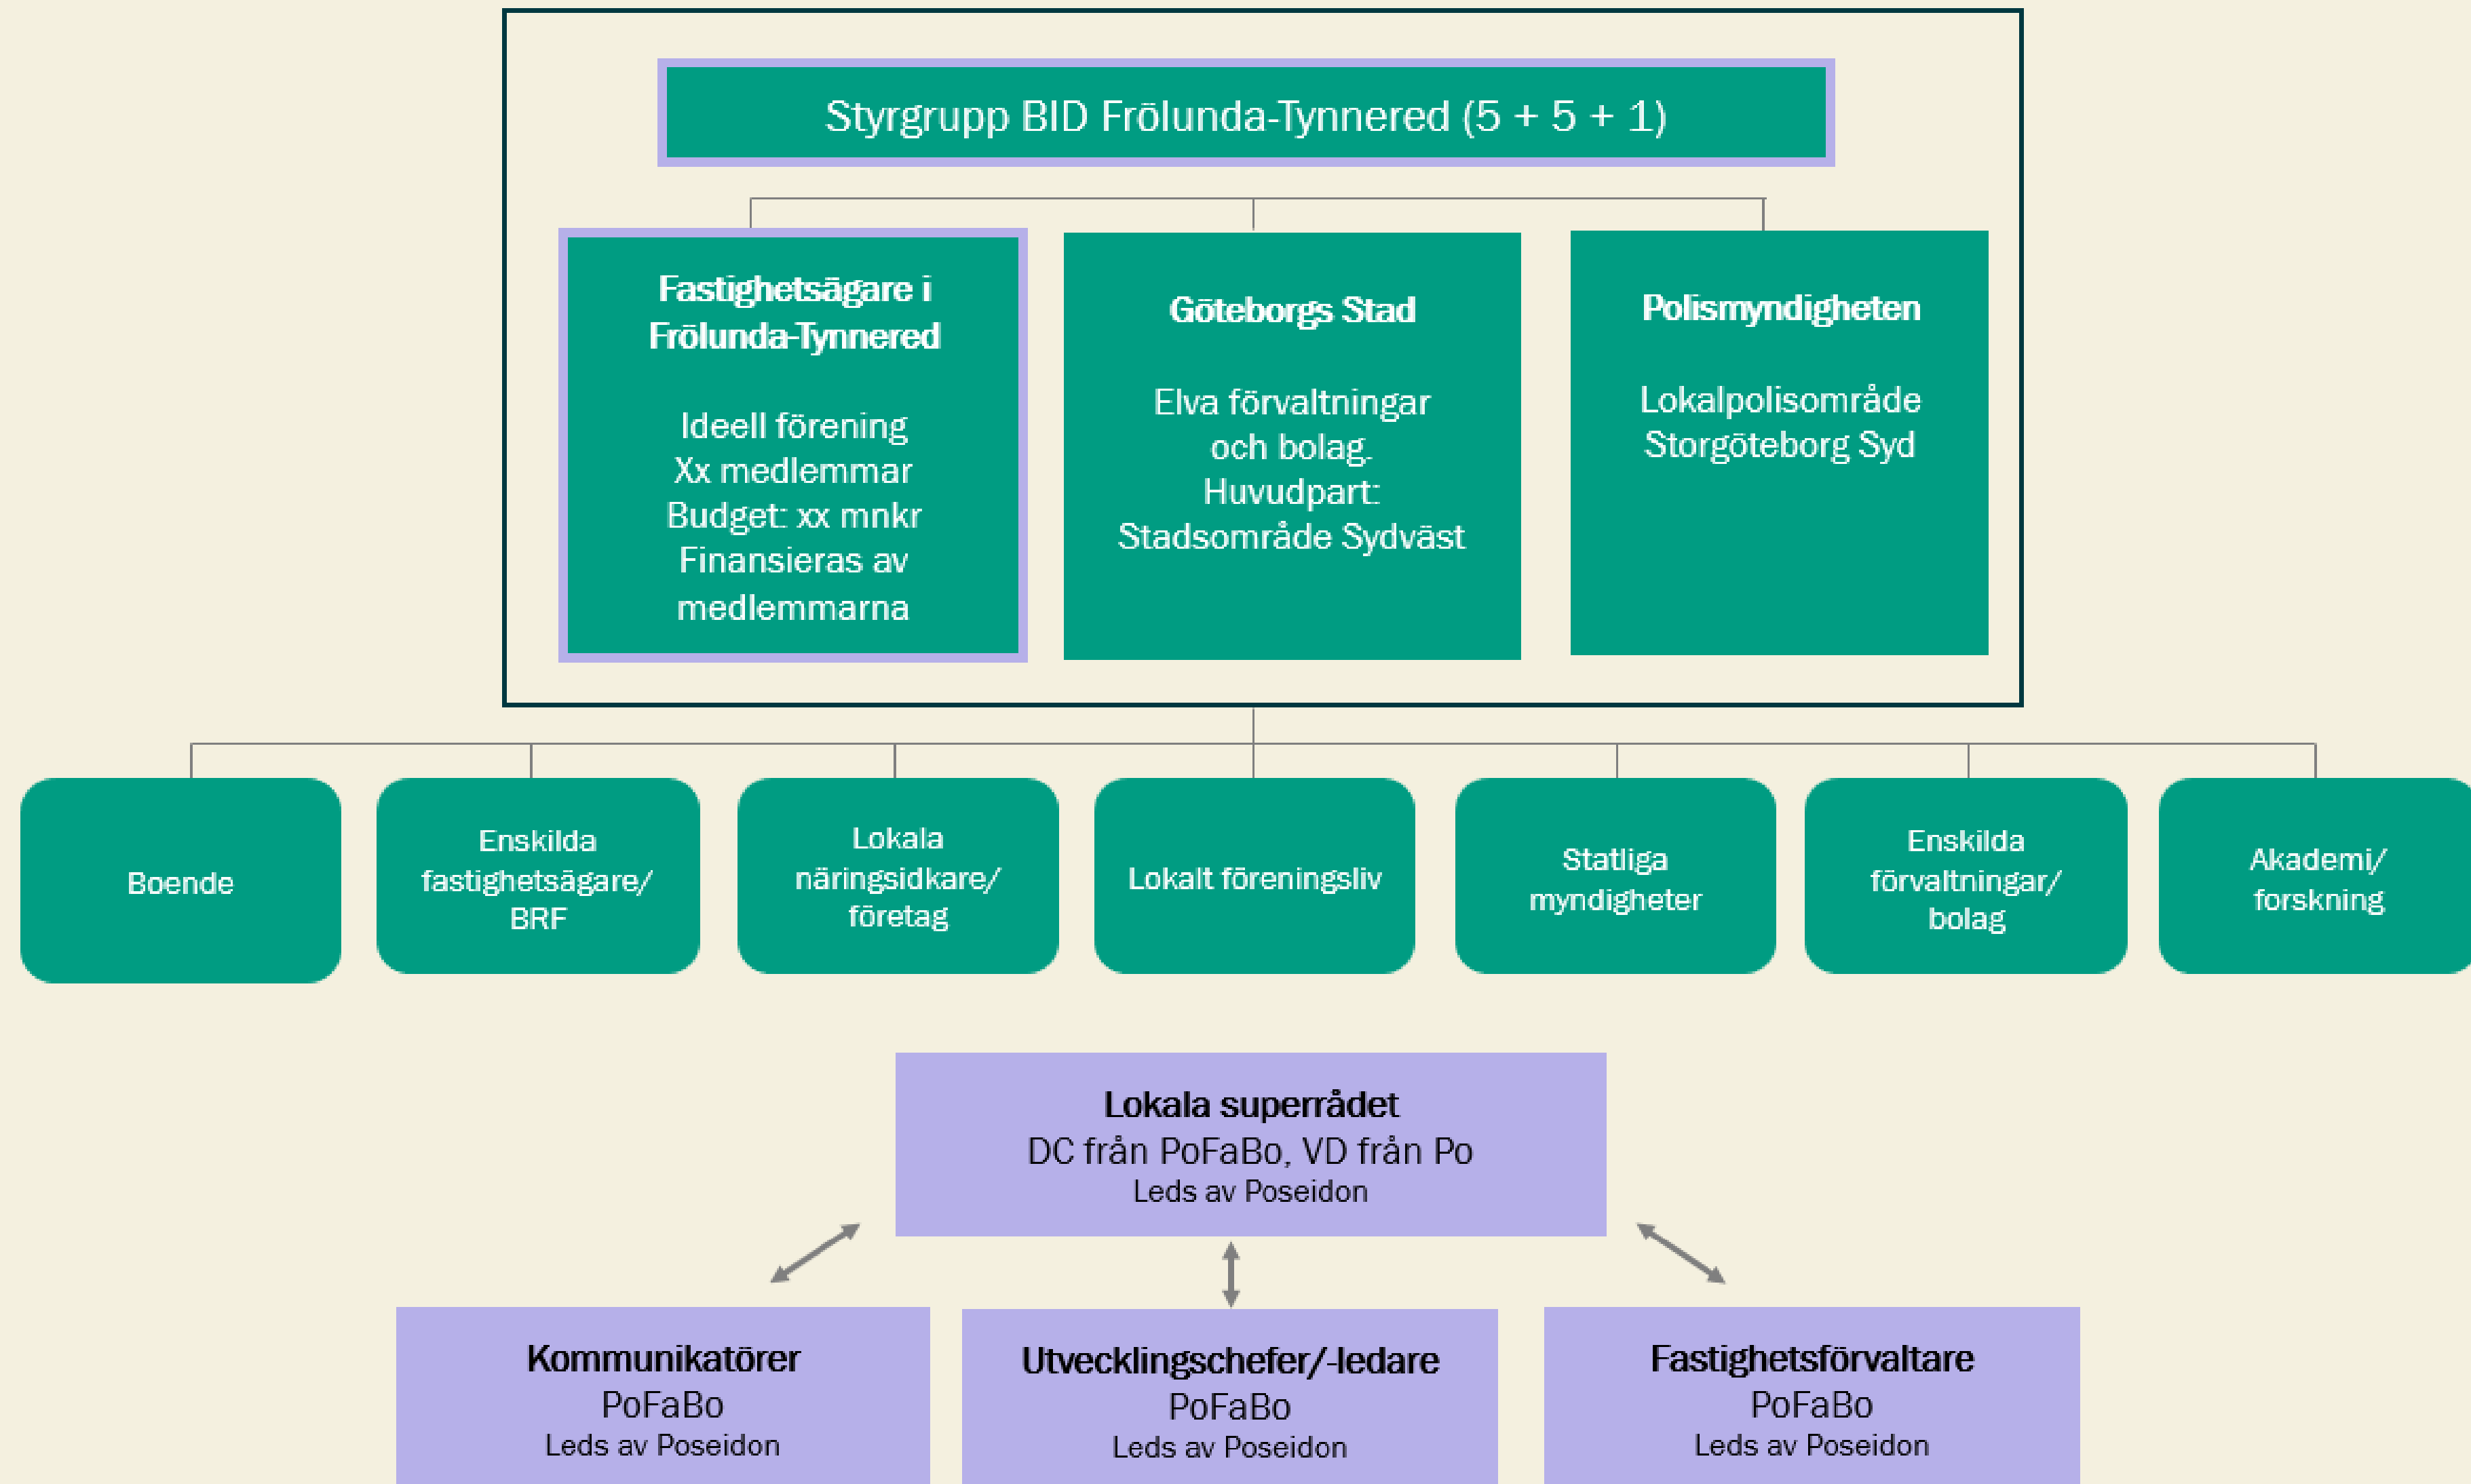 Styrgrupp BID Frölunda-Tynnered (5 + 5 + 1)
Fastighetsägare i
Frölunda-Tynnered
Ideell förening
Xx medlemmar
Budget: xx mnkr
Finansieras av
medlemmarna
Göteborgs Stad
Elva förvaltningar
och bolag.
Huvudpart:
Stadsområde Sydväst
Polismyndigheten
Lokalpolisområde
Storgöteborg Syd
Boende
Enskilda
fastighetsägare/
BRF
Lokala
näringsidkare/
företag
Lokalt föreningsliv
Statliga
myndigheter
Enskilda
förvaltningar/
bolag
Akademi/
forskning
Lokala superrådet
DC från PoFaBo, VD från Po
Leds av Poseidon
Kommunikatörer
PoFaBo
Leds av Poseidon
Utvecklingschefer/-ledare
PoFaBo
Leds av Poseidon
Fastighetsförvaltare
PoFaBo
Leds av Poseidon